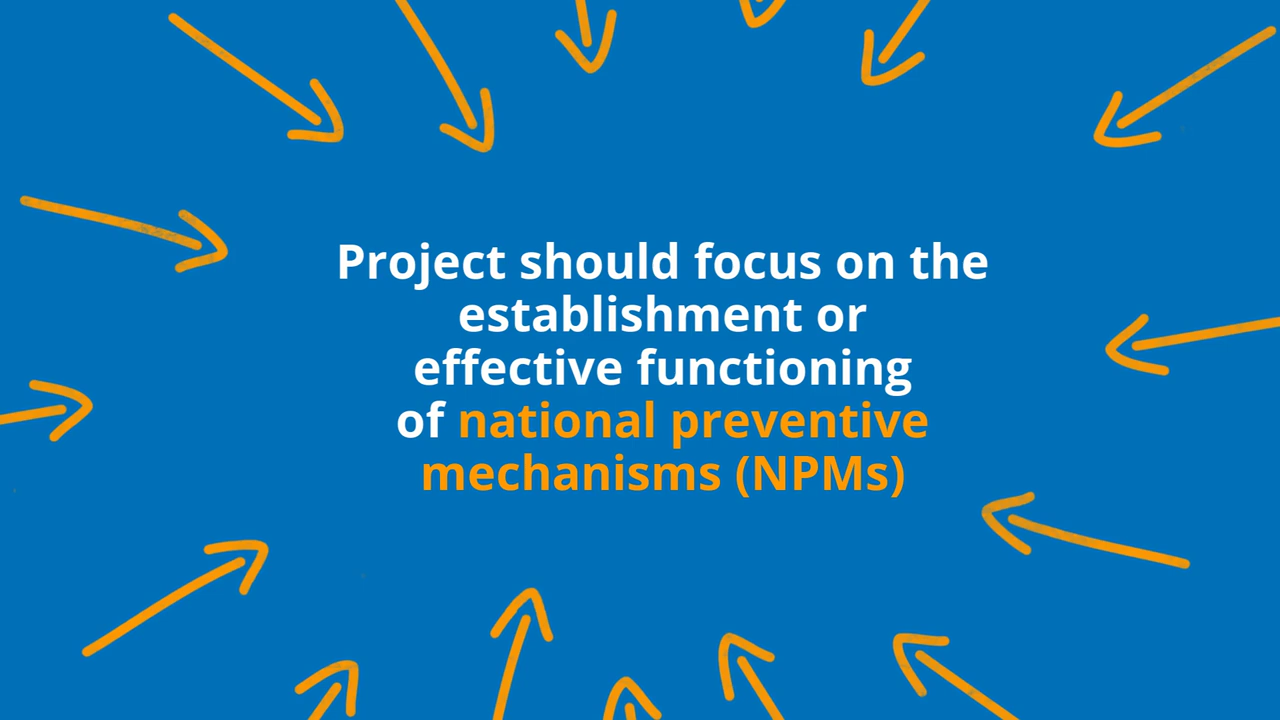 Project should focus on the
establishment or
effective functioning
of national preventive
mechanisms (NPMs)